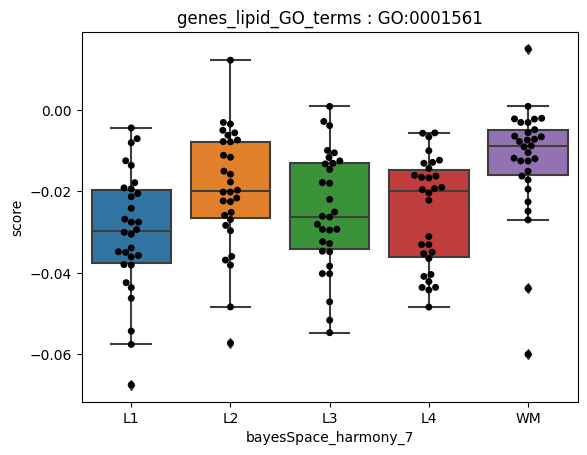 genes_lipid_GO_terms : GO:0001561
0.00
−0.02
−0.04
−0.06
score
L1 L2 L3 L4 WM
bayesSpace_harmony_7